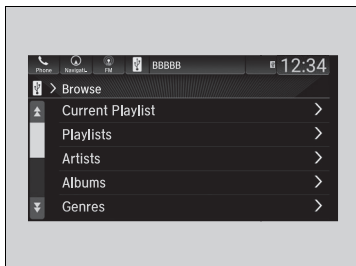 Phone
Navigati..
FM
BBBBB
12:34
Browse
Current Playlist
Playlists
Artists
Albums
Genres